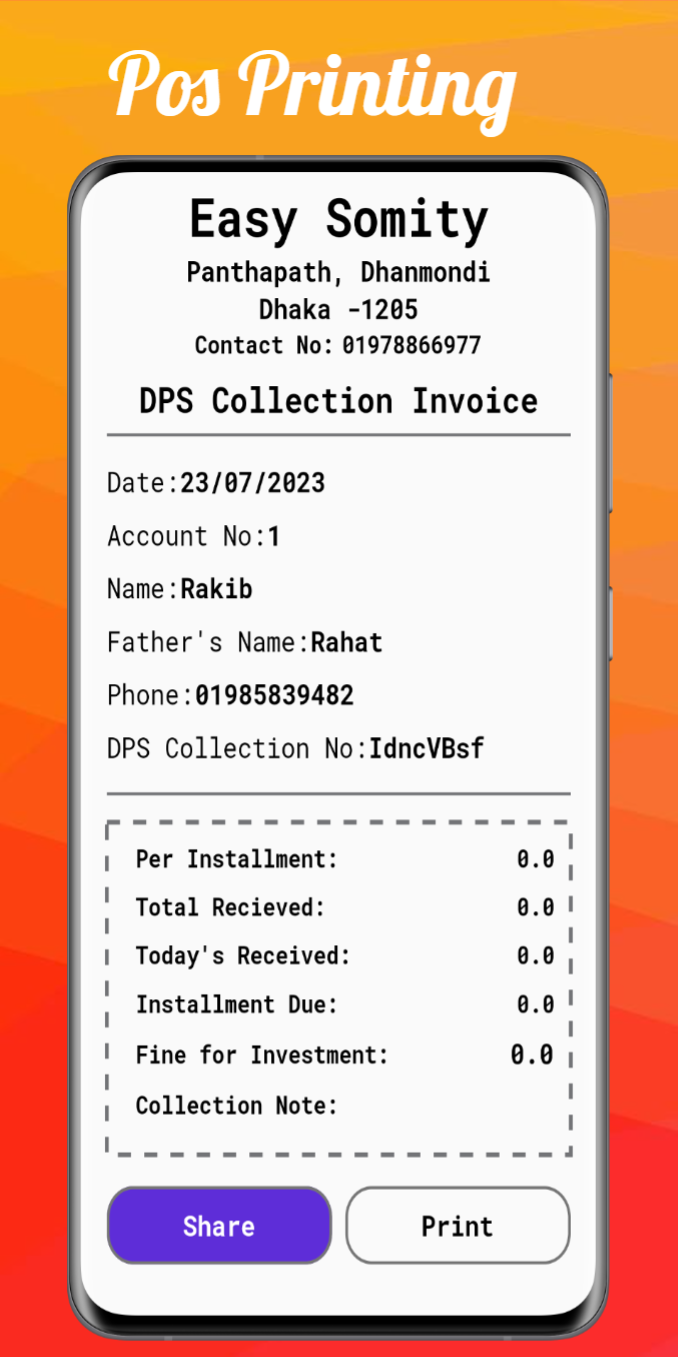 Pos Printing
Easy Somity
Panthapath, Dhanmondi
Dhaka -1205
Contact No: 01978866977
DPS Collection Invoice
Date:23/07/2023
Account No:1
Name:Rakib
Father's Name:Rahat
Phone:01985839482
DPS Collection No:IdncVBsf
Per Installment: 0.0
Total Recieved: 0.0
Today's Received: 0.0
Installment Due: 0.0
Fine for Investment: 0.0
Collection Note:
Share Print